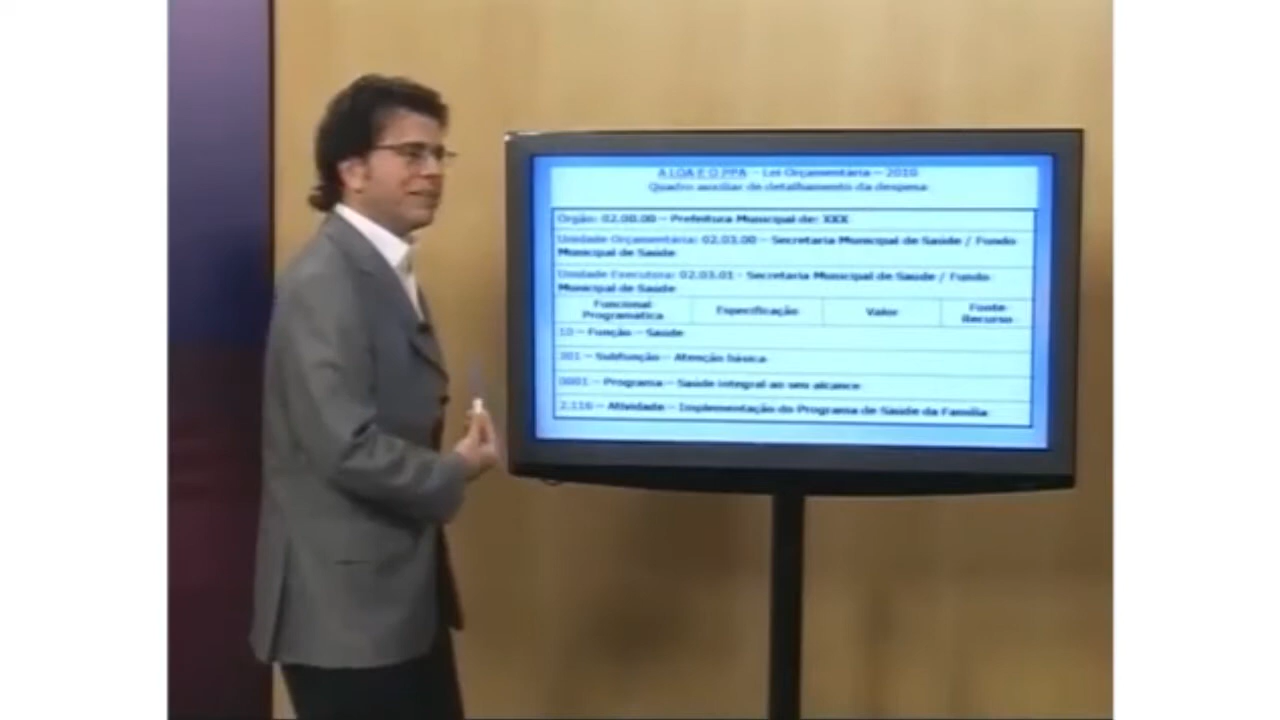 A LOA E O PPA – Lei Orçamentária – 2010
Quadro auxiliar de detalhamento da despesa
Órgão: 02.00.00 – Prefeitura Municipal de: XXX
Unidade Orçamentária: 02.03.00 – Secretaria Municipal de Saúde / Fundo
Municipal de Saúde
Unidade Executora: 02.03.01 - Secretaria Municipal de Saúde / Fundo
Municipal de Saúde
Funcional Programática Especificação Valor Fonte Recurso
10 – Função – Saúde
301 – Subfunção – Atenção básica
0001 – Programa – Saúde integral ao seu alcance
2.116 – Atividade – Implementação do Programa de Saúde da Família